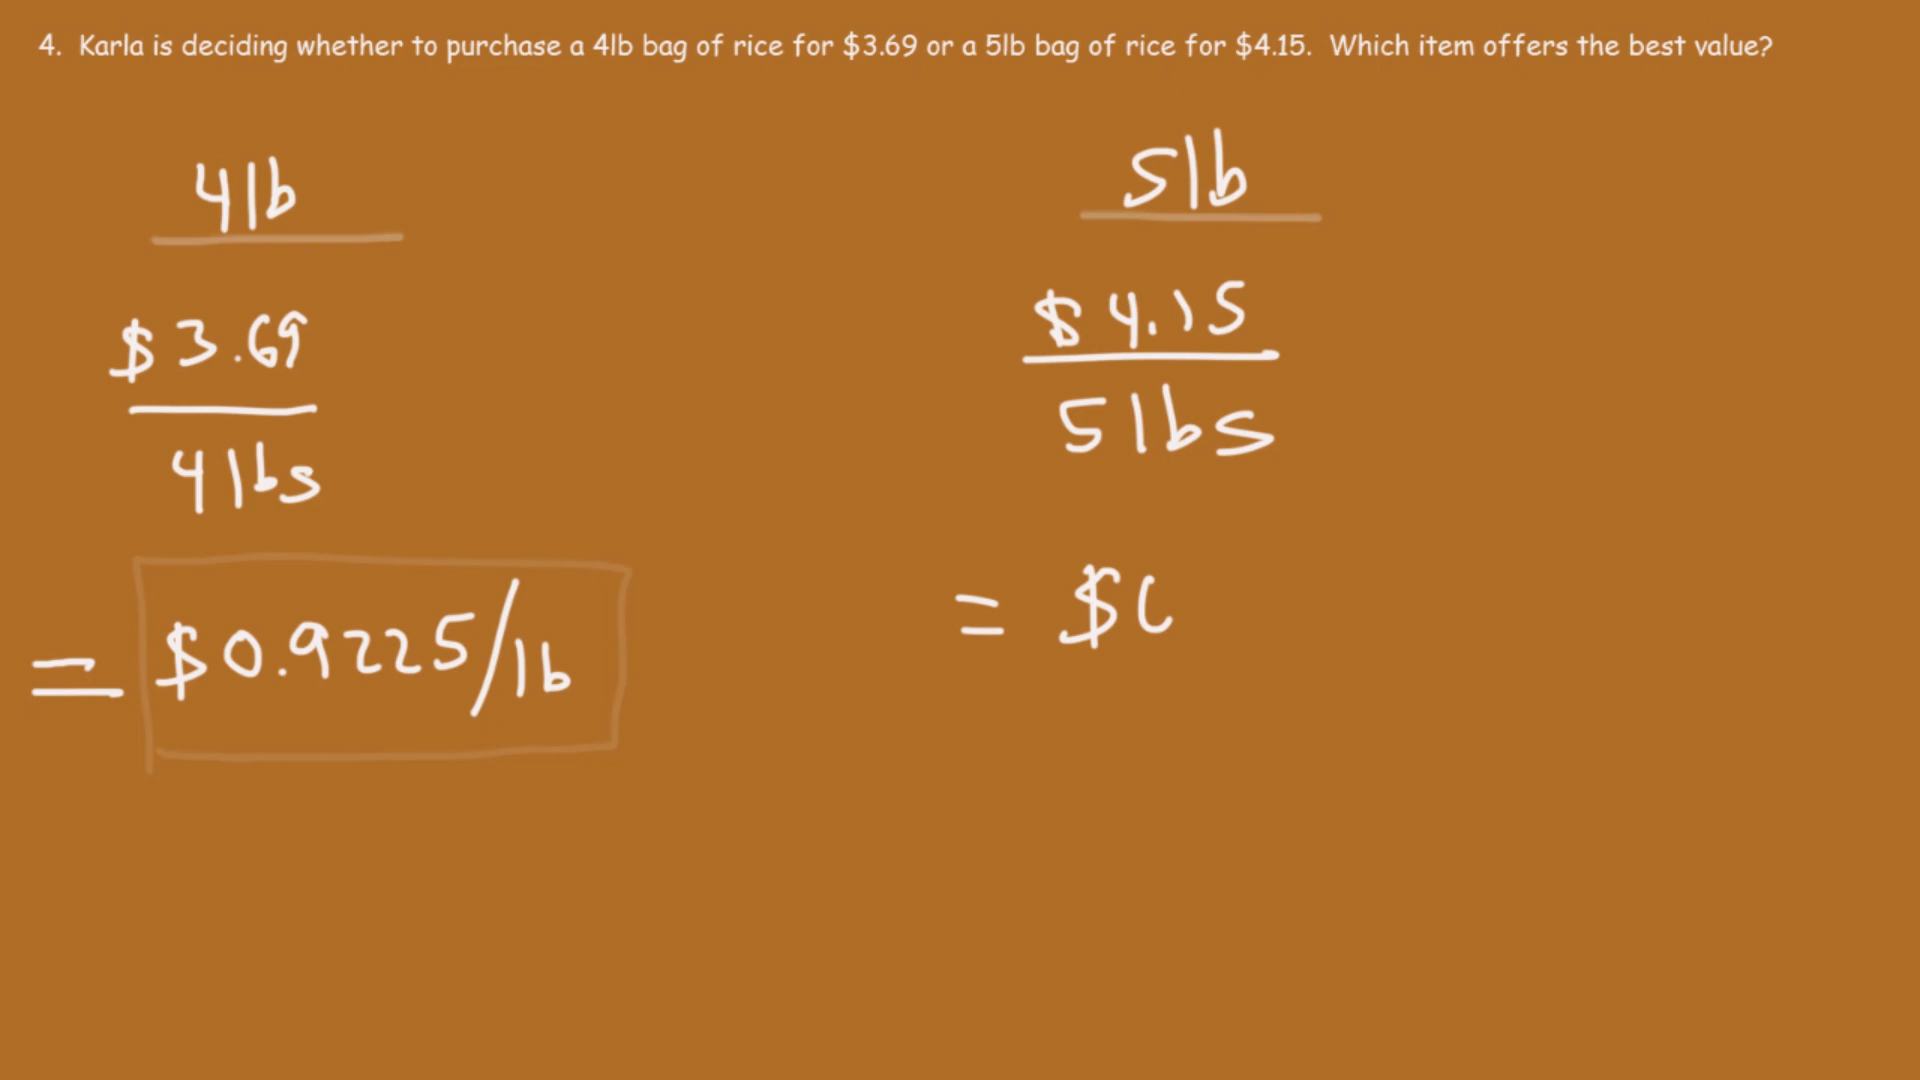 4. Karla is deciding whether to purchase a 4lb bag of rice for $3.69 or a 5lb bag of rice for $4.15. Which item offers the best value?
4lb
$3.69
4lbs
= $0.9225/lb
5lb
$4.15
5lbs
= $